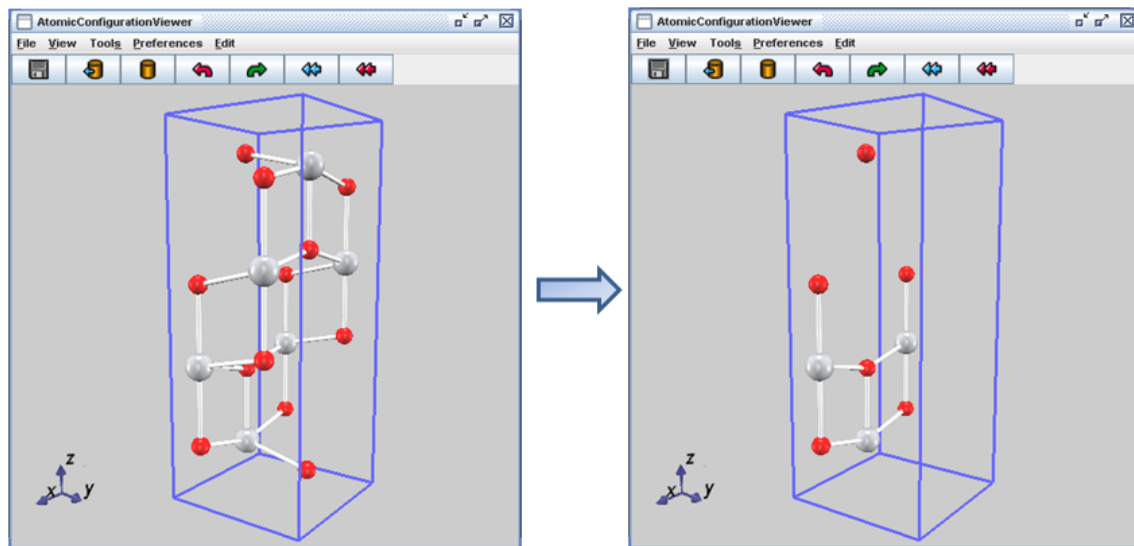 AtomicConfigurationViewer
File View Tools Preferences Edit
z
x y
AtomicConfigurationViewer
File View Tools Preferences Edit
z
x y